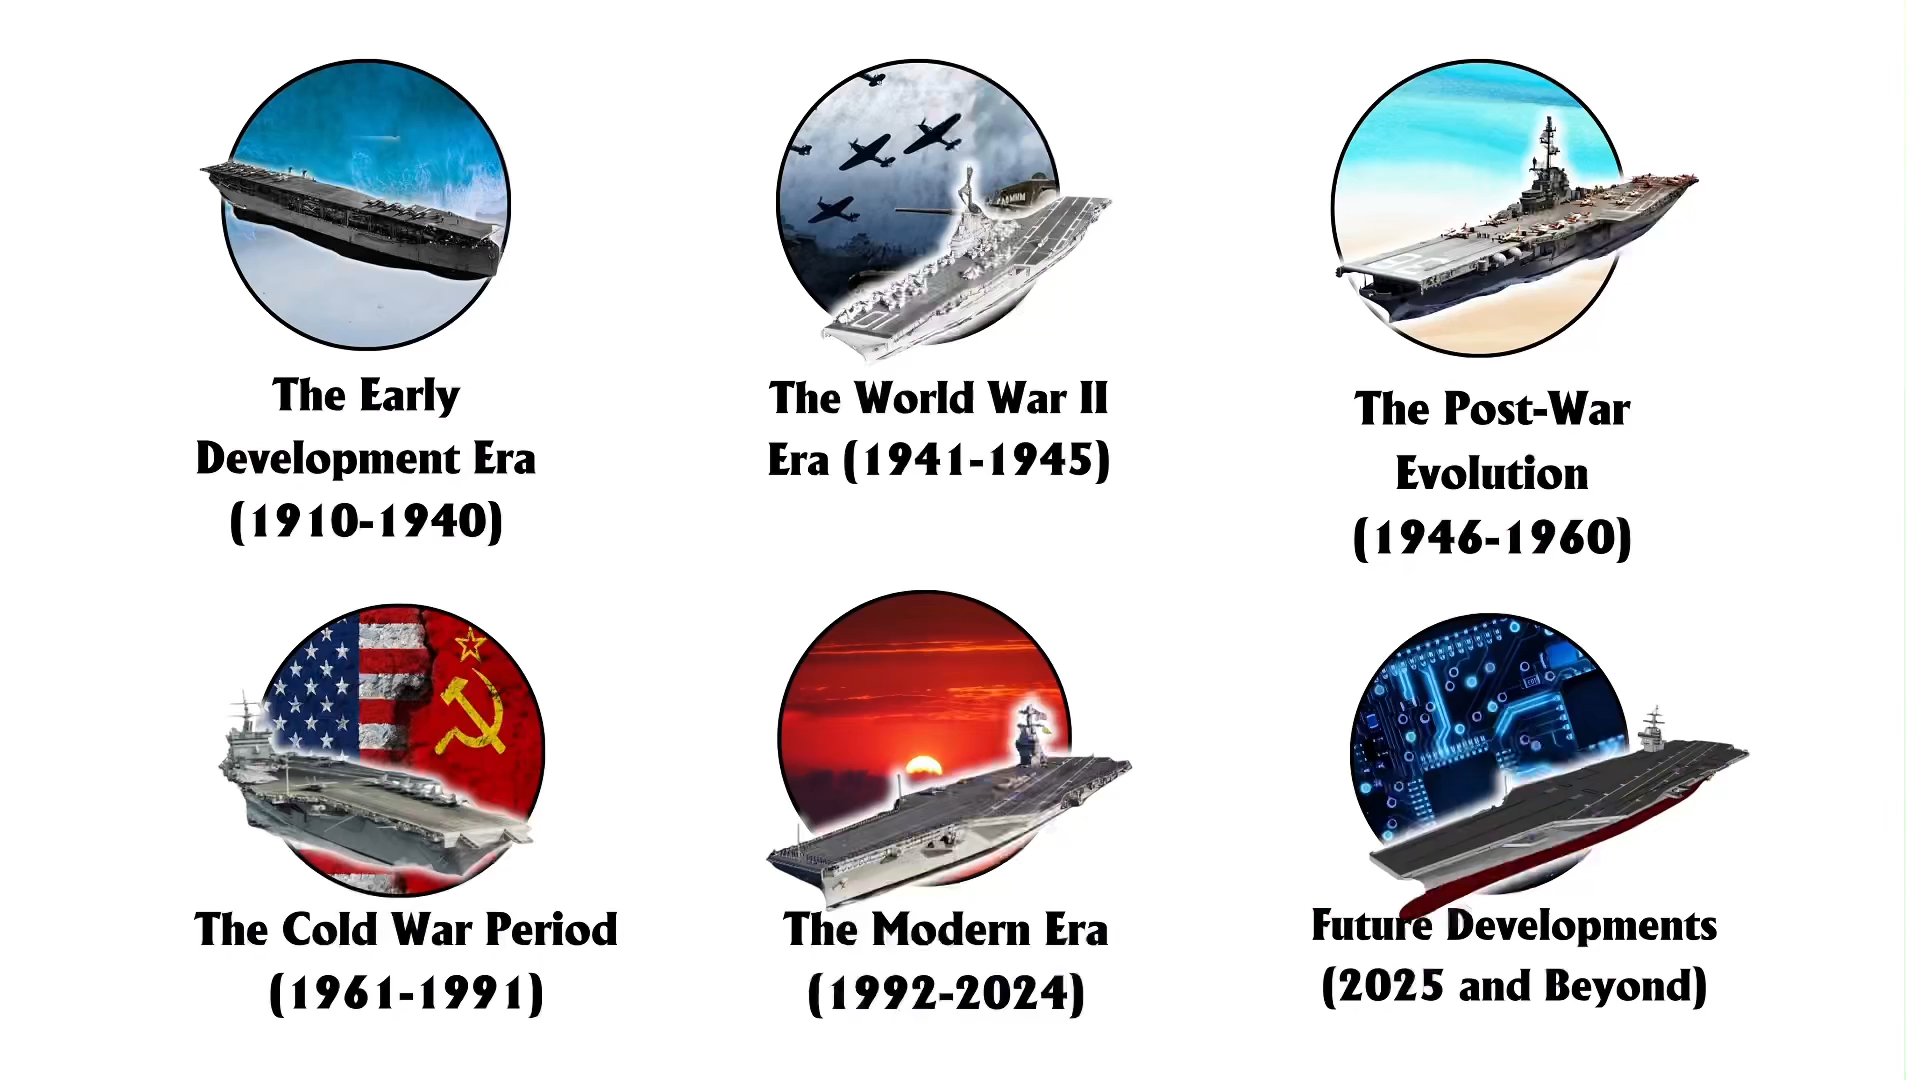 The Early
Development Era
(1910-1940)
The World War II
Era (1941-1945)
The Post-War
Evolution
(1946-1960)
The Cold War Period
(1961-1991)
The Modern Era
(1992-2024)
Future Developments
(2025 and Beyond)